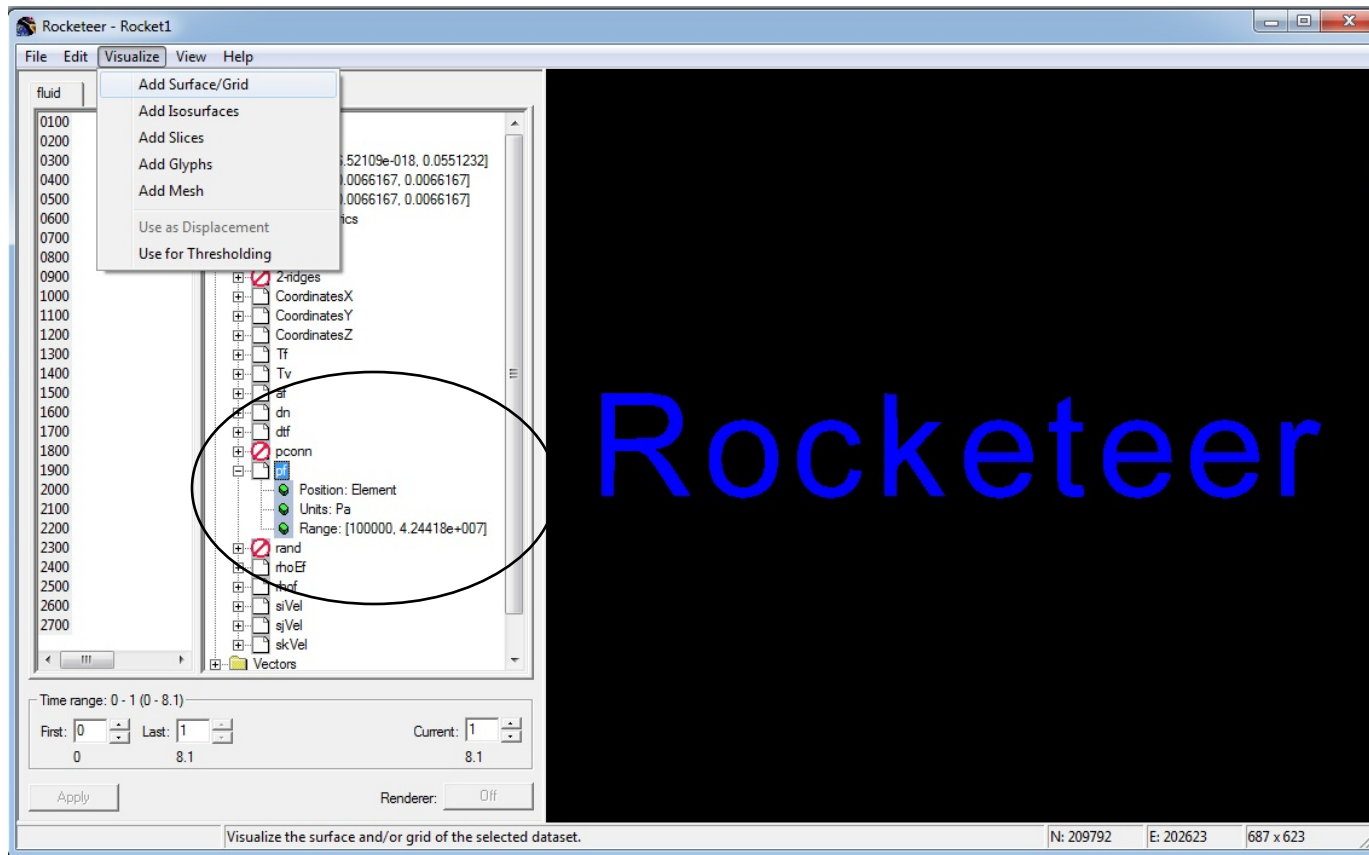 Rocketeer - Rocket1
File Edit Visualize View Help
Add Surface/Grid
Add Isosurfaces
Add Slices
Add Glyphs
Add Mesh
Use as Displacement
Use for Thresholding
fluid
0100
0200
0300
0400
0500
0600
0700
0800
0900
1000
1100
1200
1300
1400
1500
1600
1700
1800
1900
2000
2100
2200
2300
2400
2500
2600
2700
.52109e-018, 0.0551232]
.0066167, 0.0066167]
.0066167, 0.0066167]
2-ridges
CoordinatesX
CoordinatesY
CoordinatesZ
Tf
Tv
af
dn
dtf
pconn
pf
Position: Element
Units: Pa
Range: [100000, 4.24418e+007]
rand
rhoEf
rhof
siVel
sjVel
skVel
Vectors
Time range: 0 - 1 (0 - 8.1)
First: 0 Last: 1 Current: 1
0 8.1 8.1
Apply Renderer: Off
Rocketeer
Visualize the surface and/or grid of the selected dataset. N: 209792 E: 202623 687 x 623